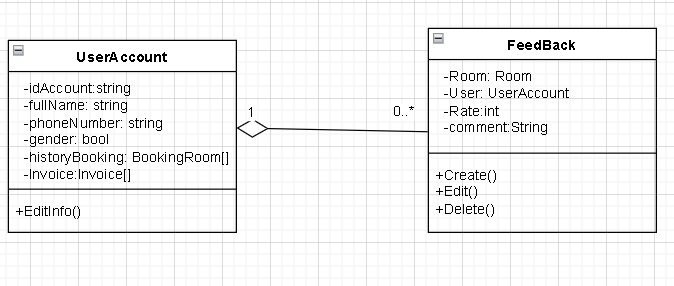 UserAccount
-idAccount:string
-fullName: string
-phoneNumber: string
-gender: bool
-historyBooking: BookingRoom[]
-Invoice:Invoice[]
+EditInfo()
1
0..*
FeedBack
-Room: Room
-User: UserAccount
-Rate:int
-comment:String
+Create()
+Edit()
+Delete()